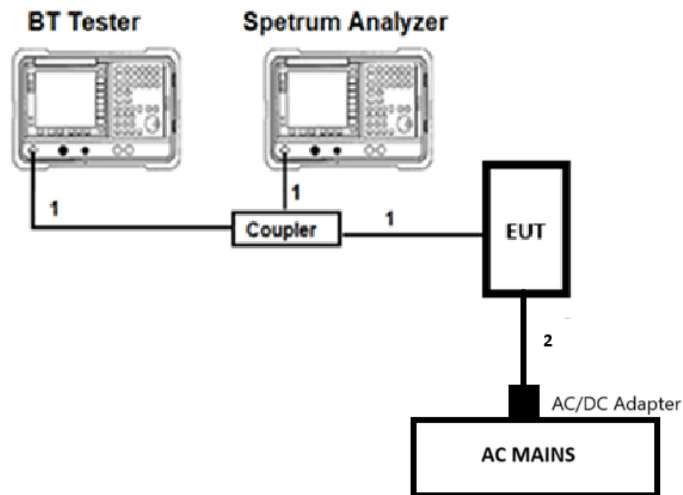 BT Tester
Spetrum Analyzer
1
1
1
Coupler
EUT
2
AC/DC Adapter
AC MAINS